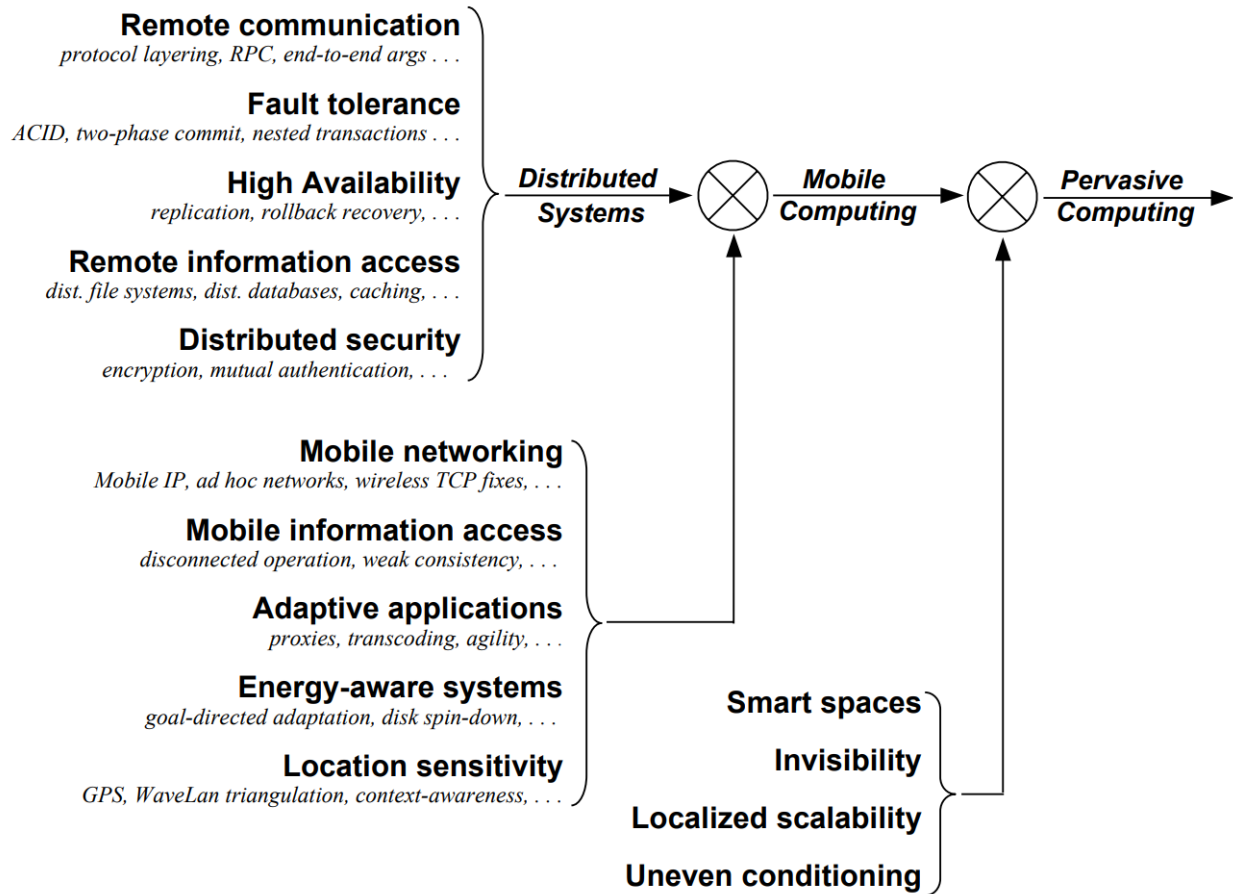 Remote communication
protocol layering, RPC, end-to-end args . . .
Fault tolerance
ACID, two-phase commit, nested transactions . . .
High Availability
replication, rollback recovery, . . .
Remote information access
dist. file systems, dist. databases, caching, . . .
Distributed security
encryption, mutual authentication, . . .
Distributed
Systems
Mobile
Computing
Pervasive
Computing
Mobile networking
Mobile IP, ad hoc networks, wireless TCP fixes, . . .
Mobile information access
disconnected operation, weak consistency, . . .
Adaptive applications
proxies, transcoding, agility, . . .
Energy-aware systems
goal-directed adaptation, disk spin-down, . . .
Location sensitivity
GPS, WaveLan triangulation, context-awareness, . . .
Smart spaces
Invisibility
Localized scalability
Uneven conditioning